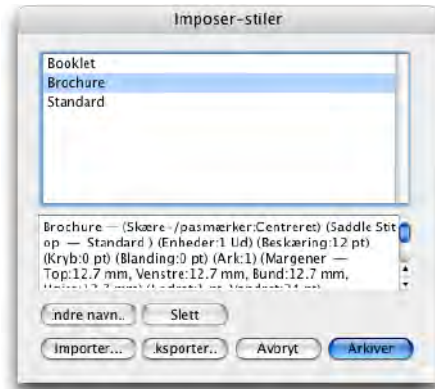 Imposer-stiler
Booklet
Brochure
Standard
Brochure — (Skære-/pasmærker:Centreret) (Saddle Stit
op — Standard ) (Enheder:1 Ud) (Beskæring:12 pt)
(Kryb:0 pt) (Blanding:0 pt) (Ark:1) (Margener —
Top:12.7 mm, Venstre:12.7 mm, Bund:12.7 mm,
ndre navn.. Slett
Importer... .ksporter.. Avbryt Arkiver